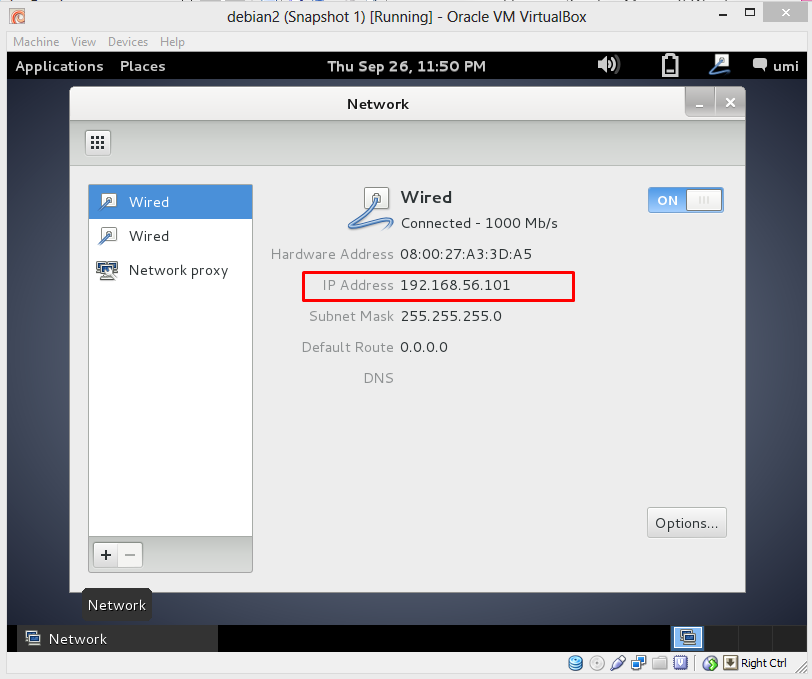 debian2 (Snapshot 1) [Running] - Oracle VM VirtualBox
Machine View Devices Help
Applications Places Thu Sep 26, 11:50 PM umi
Network
Wired
Wired
Network proxy
Wired
ON
Connected - 1000 Mb/s
Hardware Address 08:00:27:A3:3D:A5
IP Address 192.168.56.101
Subnet Mask 255.255.255.0
Default Route 0.0.0.0
DNS
Options...
Network
Network
Right Ctrl